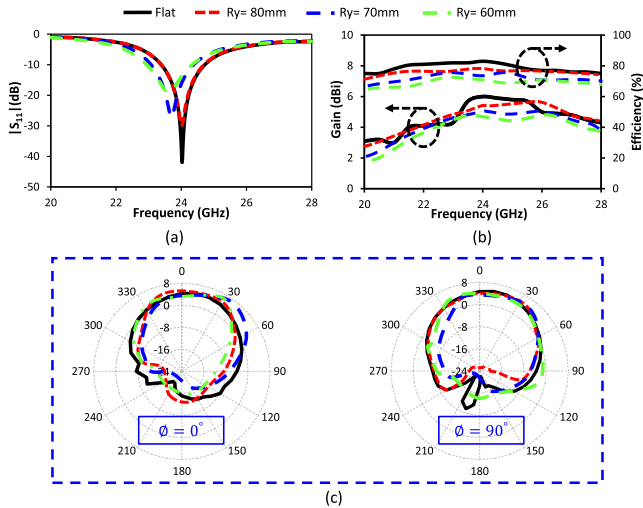 Flat Ry= 80mm Ry= 70mm Ry= 60mm
|S11| (dB)
0
-10
-20
-30
-40
-50
20 22 24 26 28
Frequency (GHz)
(a)
Gain (dBi)
10
8
6
4
2
0
100
80
60
40
20
0
Efficiency (%)
20 22 24 26 28
Frequency (GHz)
(b)
0
330 8 30
0
300 60
-8
-16
270 -24 90
240 120
210 150
180
∅ = 0°
0
330 8 30
0
300 60
-8
-16
270 -24 90
240 120
210 150
180
∅ = 90°
(c)